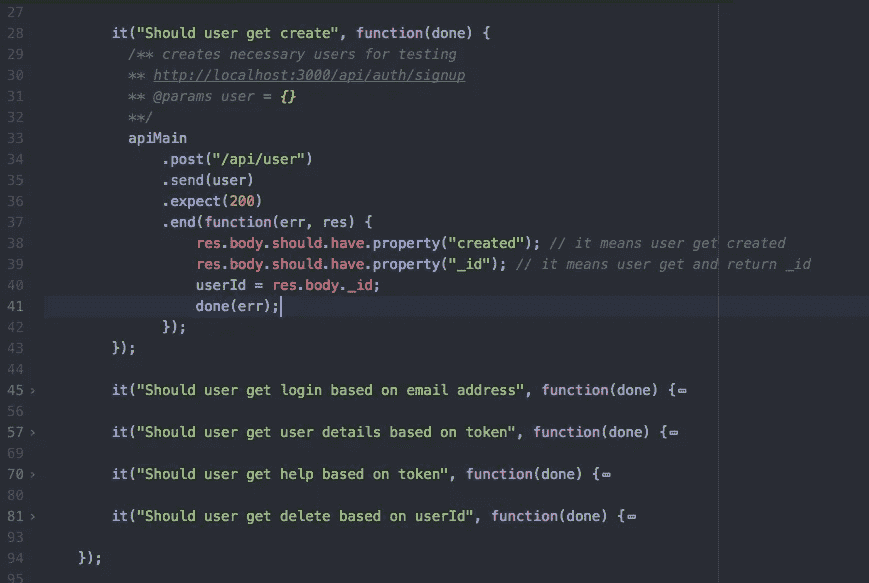 27
28 it("Should user get create", function(done) {
29 /** creates necessary users for testing
30 ** http://localhost:3000/api/auth/signup
31 ** @params user = {}
32 **/
33 apiMain
34 .post("/api/user")
35 .send(user)
36 .expect(200)
37 .end(function(err, res) {
38 res.body.should.have.property("created"); // it means user get created
39 res.body.should.have.property("_id"); // it means user get and return _id
40 userId = res.body._id;
41 done(err);
42 });
43 });
44
45 › it("Should user get login based on email address", function(done) {⋯
56
57 › it("Should user get user details based on token", function(done) {⋯
69
70 › it("Should user get help based on token", function(done) {⋯
80
81 › it("Should user get delete based on userId", function(done) {⋯
93
94 });
95